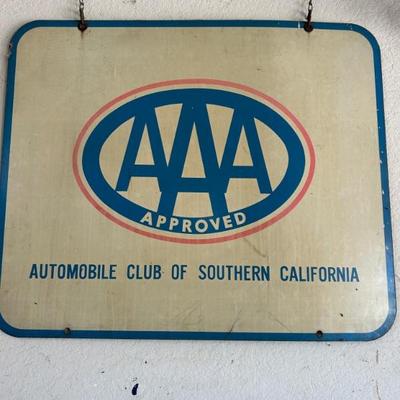 AAA
APPROVED
AUTOMOBILE CLUB OF SOUTHERN CALIFORNIA